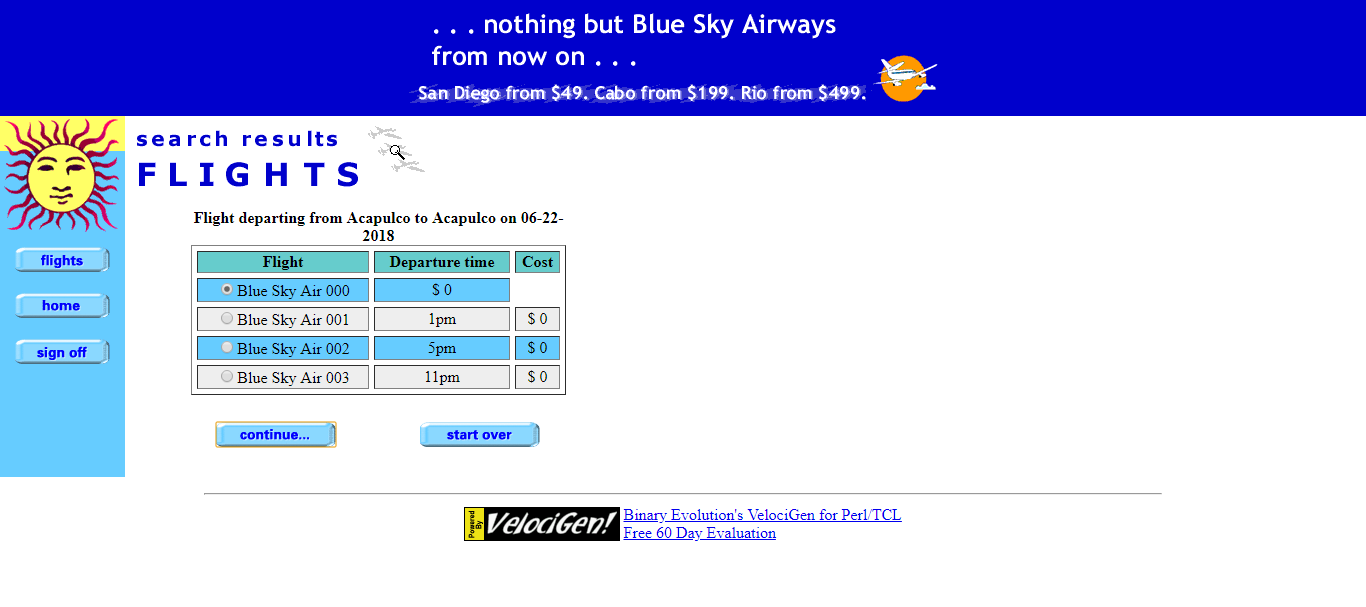 . . . nothing but Blue Sky Airways
from now on . . .
San Diego from $49. Cabo from $199. Rio from $499.
search results
FLIGHTS
flights
home
sign off
Flight departing from Acapulco to Acapulco on 06-22-
2018
Flight Departure time Cost
Blue Sky Air 000 $ 0
Blue Sky Air 001 1pm $ 0
Blue Sky Air 002 5pm $ 0
Blue Sky Air 003 11pm $ 0
continue... start over
Powered
By
VelociGen!
Binary Evolution's VelociGen for Perl/TCL
Free 60 Day Evaluation